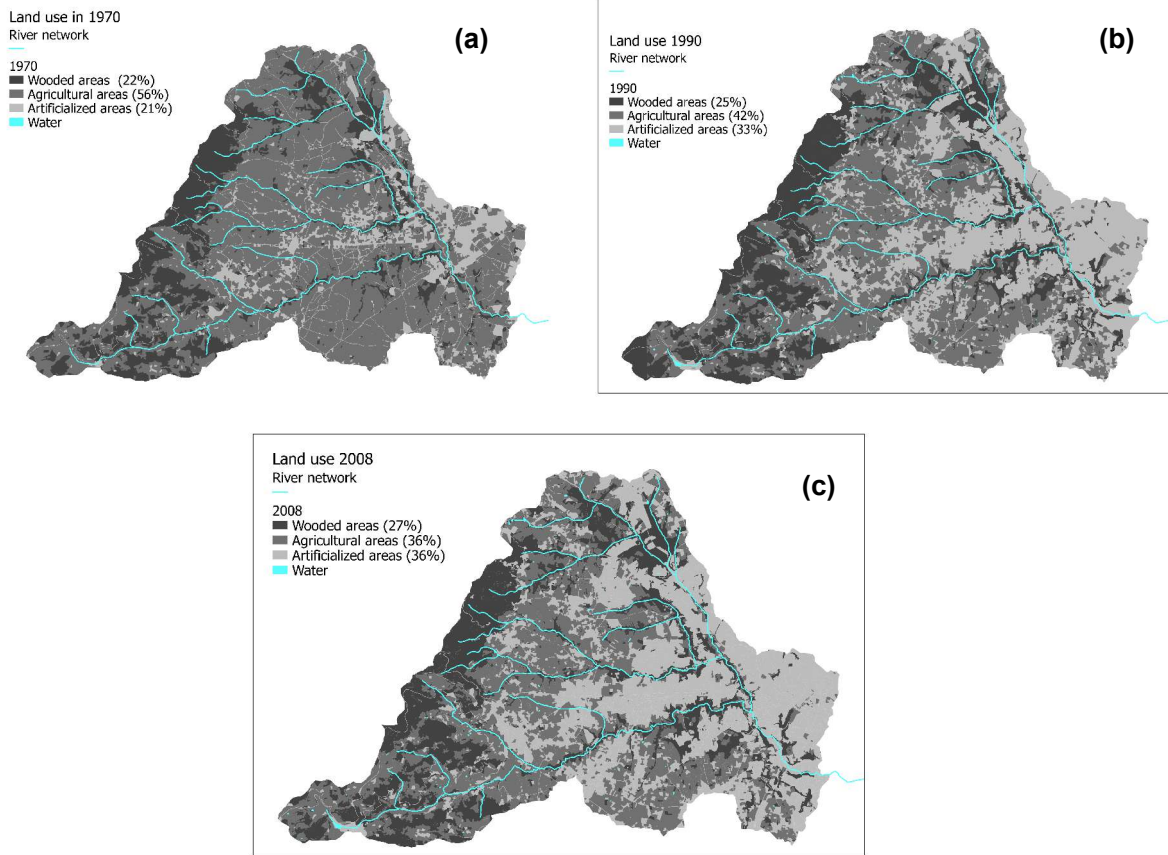 Land use in 1970
River network
(a)
1970
Wooded areas (22%)
Agricultural areas (56%)
Artificialized areas (21%)
Water
Land use 1990
River network
(b)
1990
Wooded areas (25%)
Agricultural areas (42%)
Artificialized areas (33%)
Water
Land use 2008
River network
(c)
2008
Wooded areas (27%)
Agricultural areas (36%)
Artificialized areas (36%)
Water